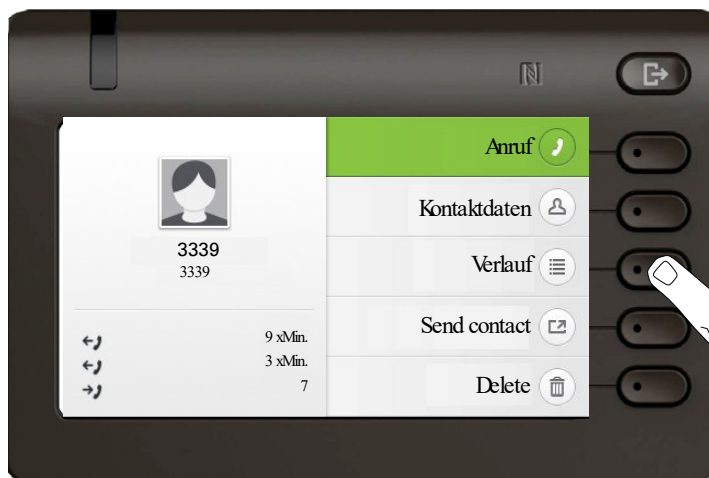 Anruf
Kontaktdaten
Verlauf
Send contact
Delete
3339
3339
9 xMin.
3 xMin.
7